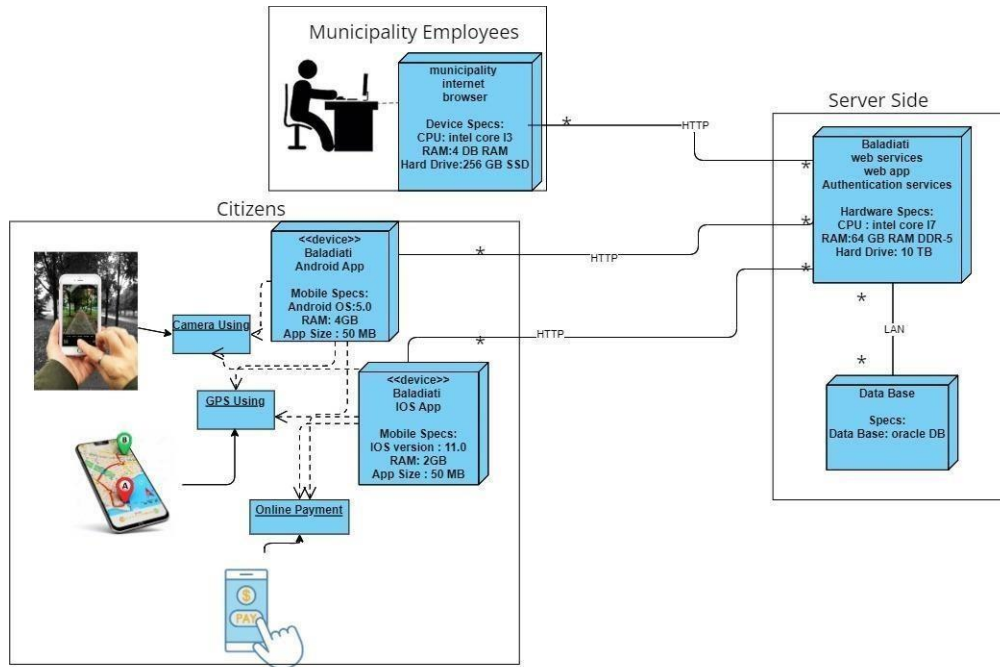 Municipality Employees
municipality
internet
browser
Device Specs:
CPU: intel core I3
RAM:4 DB RAM
Hard Drive:256 GB SSD
*
HTTP
Server Side
Baladiati
web services
web app
Authentication services
Hardware Specs:
CPU : intel core I7
RAM:64 GB RAM DDR-5
Hard Drive: 10 TB
*
*
*
*
LAN
*
Data Base
Specs:
Data Base: oracle DB
Citizens
<<device>>
Baladiati
Android App
Mobile Specs:
Android OS:5.0
RAM: 4GB
App Size : 50 MB
*
HTTP
Camera Using
<<device>>
Baladiati
IOS App
Mobile Specs:
IOS version : 11.0
RAM: 2GB
App Size : 50 MB
*
HTTP
GPS Using
B
A
Online Payment
$
PAY